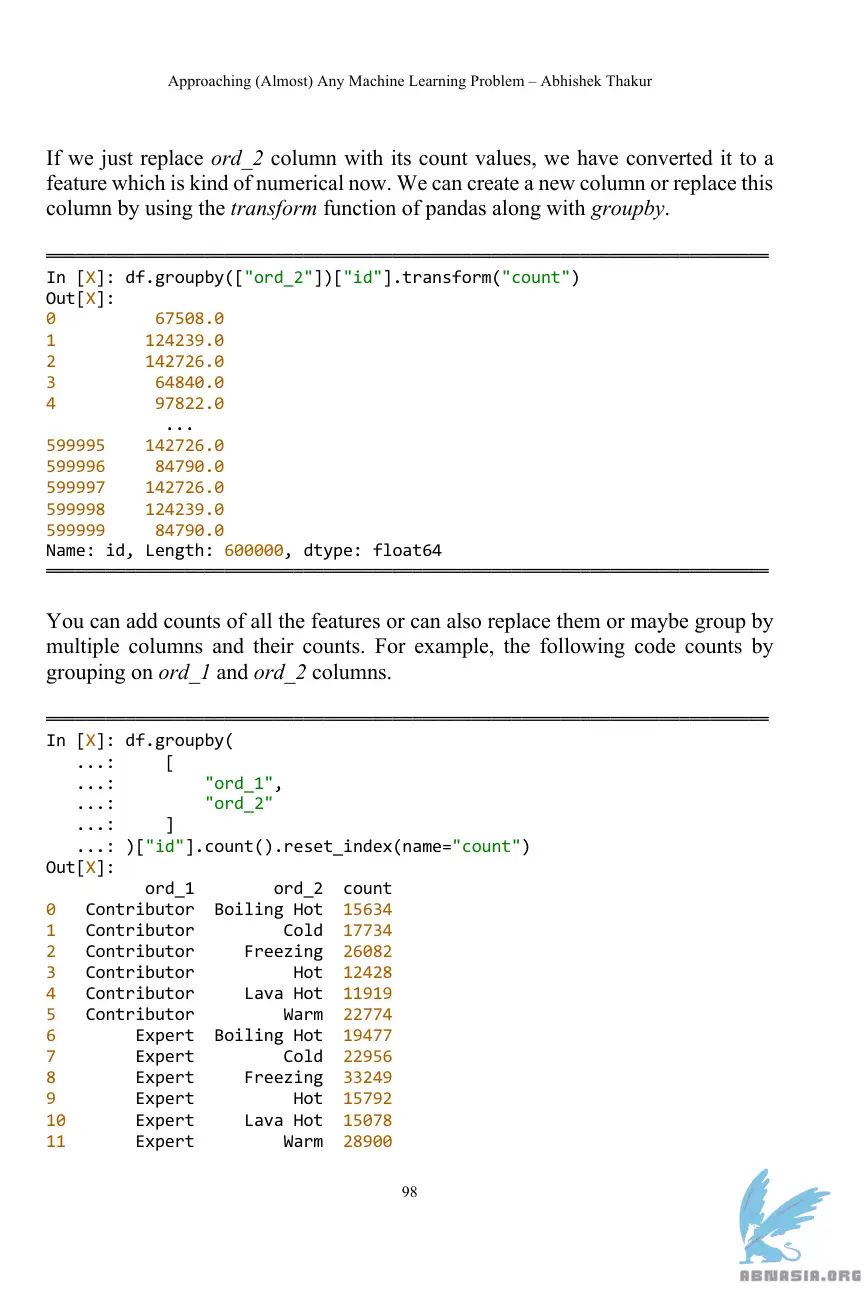 Approaching (Almost) Any Machine Learning Problem – Abhishek Thakur
If we just replace ord_2 column with its count values, we have converted it to a
feature which is kind of numerical now. We can create a new column or replace this
column by using the transform function of pandas along with groupby.
In [X]: df.groupby(["ord_2"])["id"].transform("count")
Out[X]:
0 67508.0
1 124239.0
2 142726.0
3 64840.0
4 97822.0
...
599995 142726.0
599996 84790.0
599997 142726.0
599998 124239.0
599999 84790.0
Name: id, Length: 600000, dtype: float64
You can add counts of all the features or can also replace them or maybe group by
multiple columns and their counts. For example, the following code counts by
grouping on ord_1 and ord_2 columns.
In [X]: df.groupby(
...: [
...: "ord_1",
...: "ord_2"
...: ]
...: )["id"].count().reset_index(name="count")
Out[X]:
ord_1 ord_2 count
0 Contributor Boiling Hot 15634
1 Contributor Cold 17734
2 Contributor Freezing 26082
3 Contributor Hot 12428
4 Contributor Lava Hot 11919
5 Contributor Warm 22774
6 Expert Boiling Hot 19477
7 Expert Cold 22956
8 Expert Freezing 33249
9 Expert Hot 15792
10 Expert Lava Hot 15078
11 Expert Warm 28900
98
ABNASIA.ORG